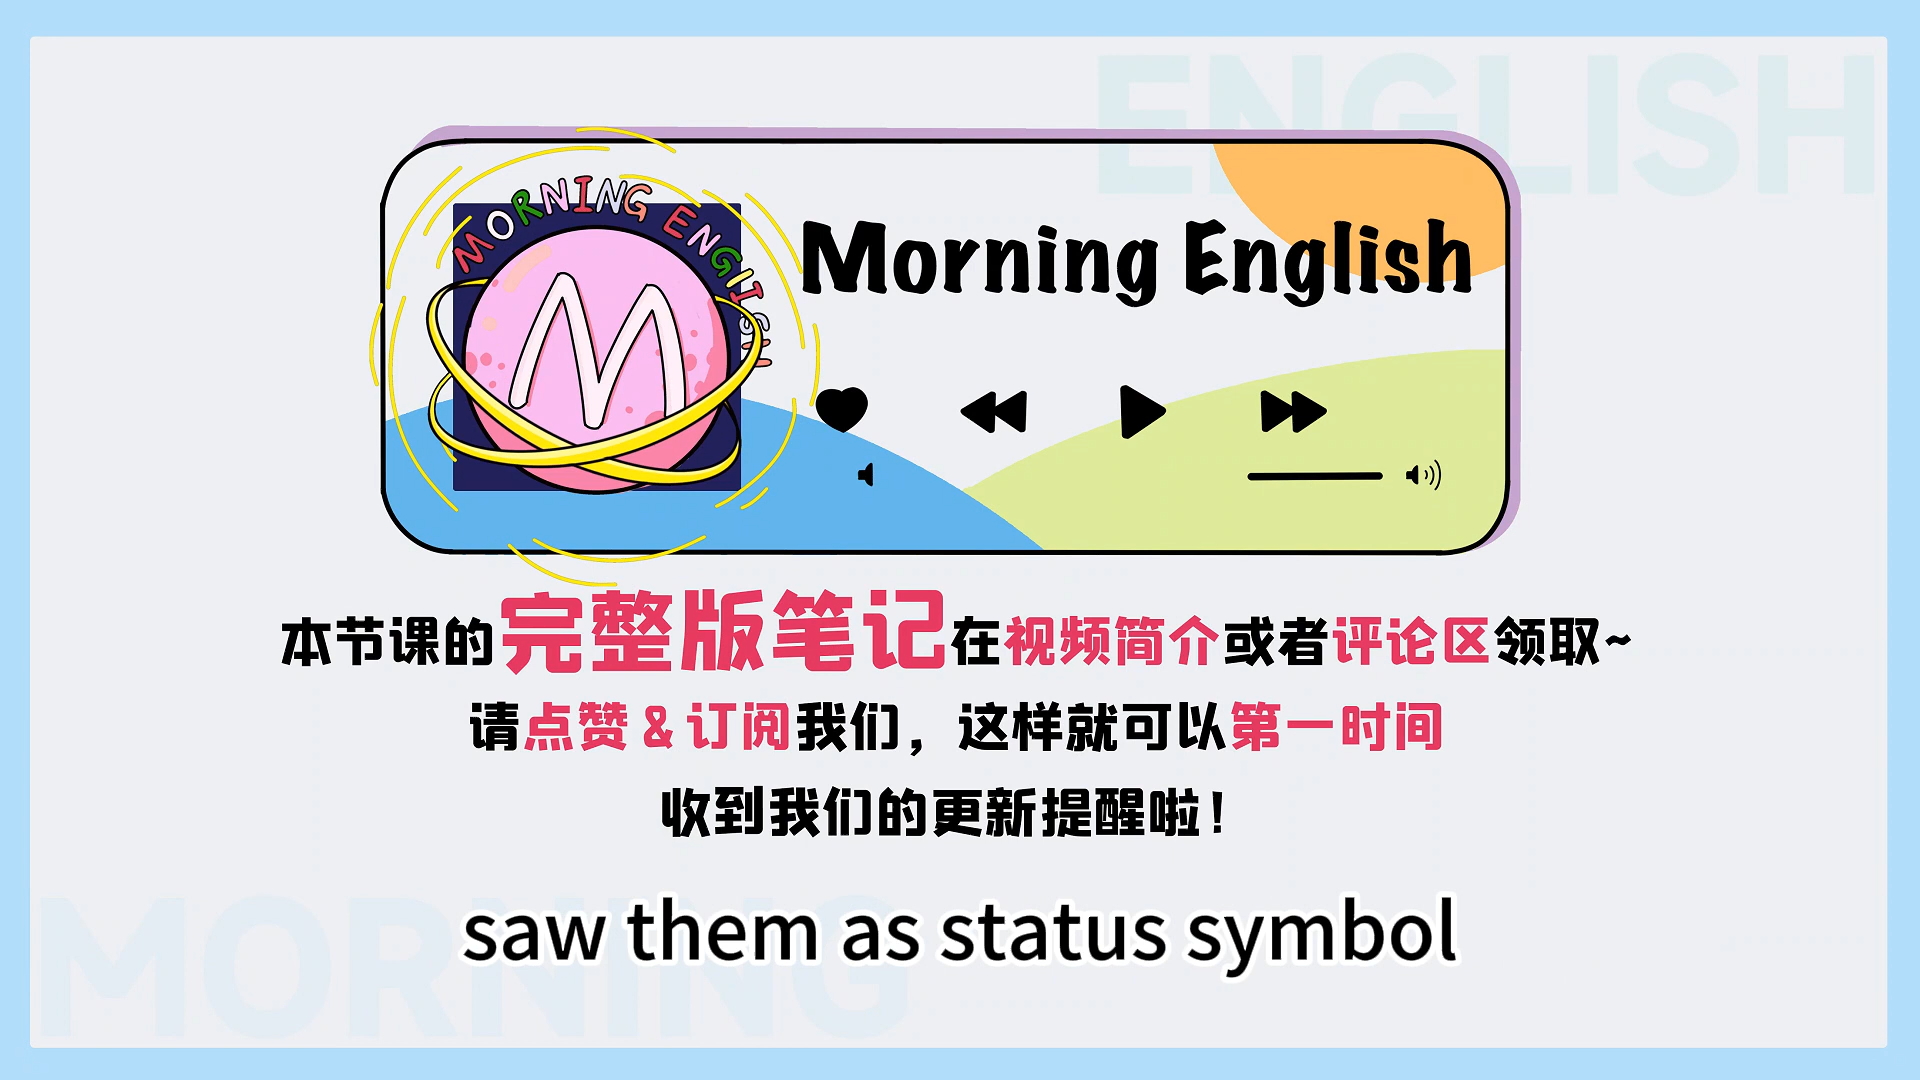 ENGLISH
MORNING ENGLISH
M
Morning English
本节课的完整版笔记在视频简介或者评论区领取~
请点赞&订阅我们，这样就可以第一时间
收到我们的更新提醒啦！
saw them as status symbol
MORNING